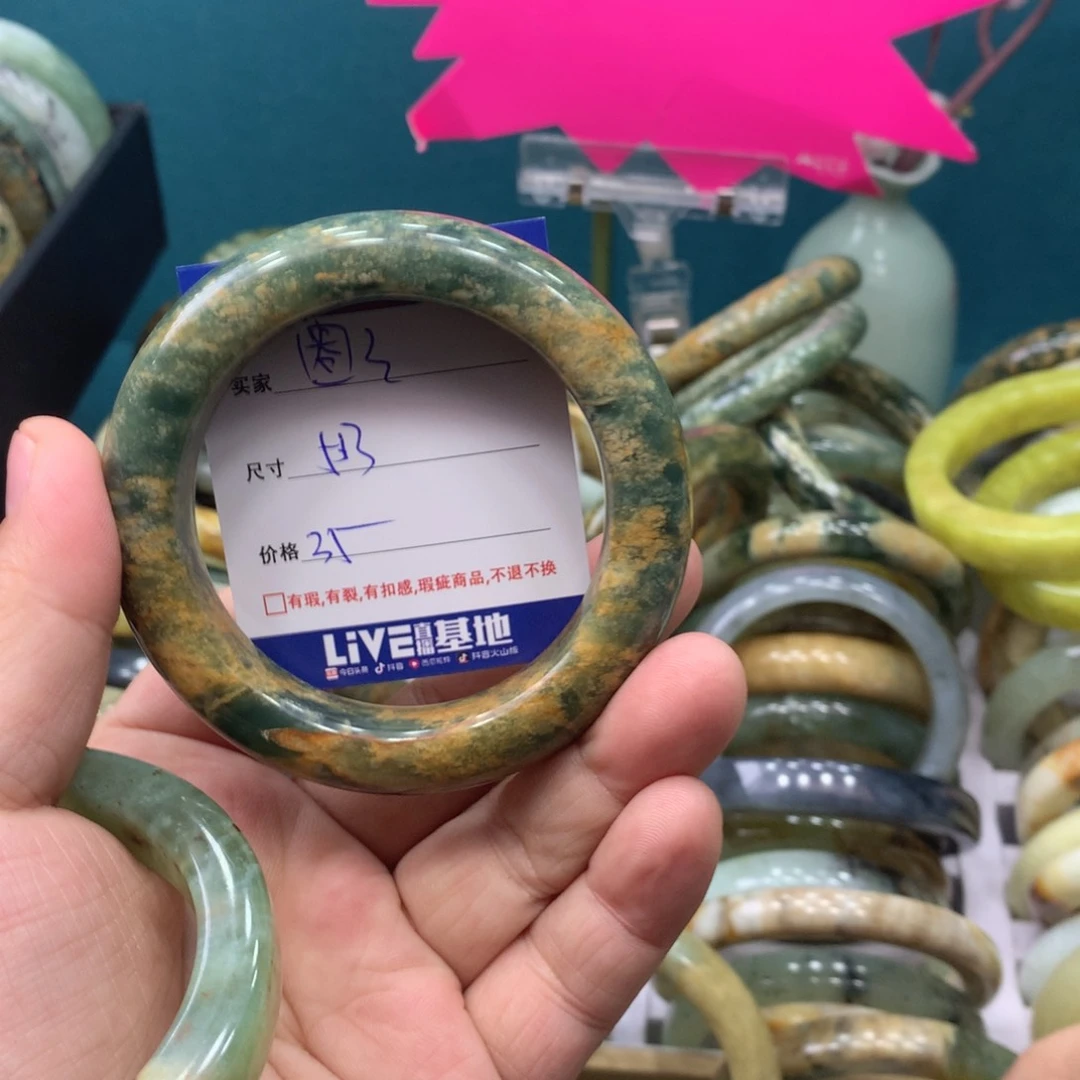 买家 圈
尺寸
价格 35
有瑕,有裂,有扣感,瑕疵商品,不退不换
LIVE直播基地
今日头条 抖音 西瓜视频 抖音火山版